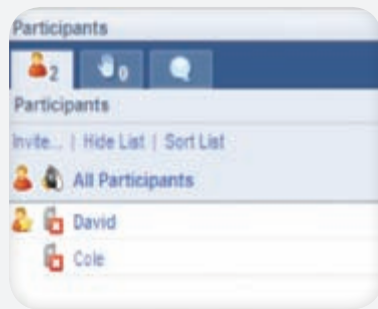 Participants
2 0
Participants
Invite... | Hide List | Sort List
All Participants
David
Cole